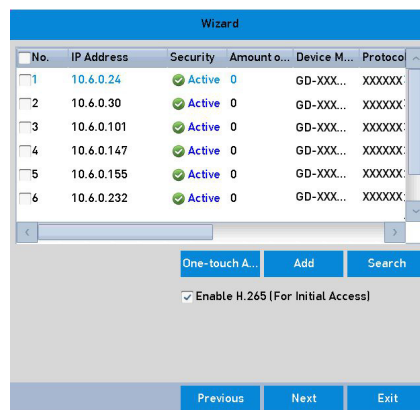 Wizard
No. IP Address Security Amount o... Device M... Protocol
1 10.6.0.24 Active 0 GD-XXX... XXXXXX
2 10.6.0.30 Active 0 GD-XXX... XXXXXX
3 10.6.0.101 Active 0 GD-XXX... XXXXXX
4 10.6.0.147 Active 0 GD-XXX... XXXXXX
5 10.6.0.155 Active 0 GD-XXX... XXXXXX
6 10.6.0.232 Active 0 GD-XXX... XXXXXX
One-touch A... Add Search
Enable H.265 (For Initial Access)
Previous Next Exit